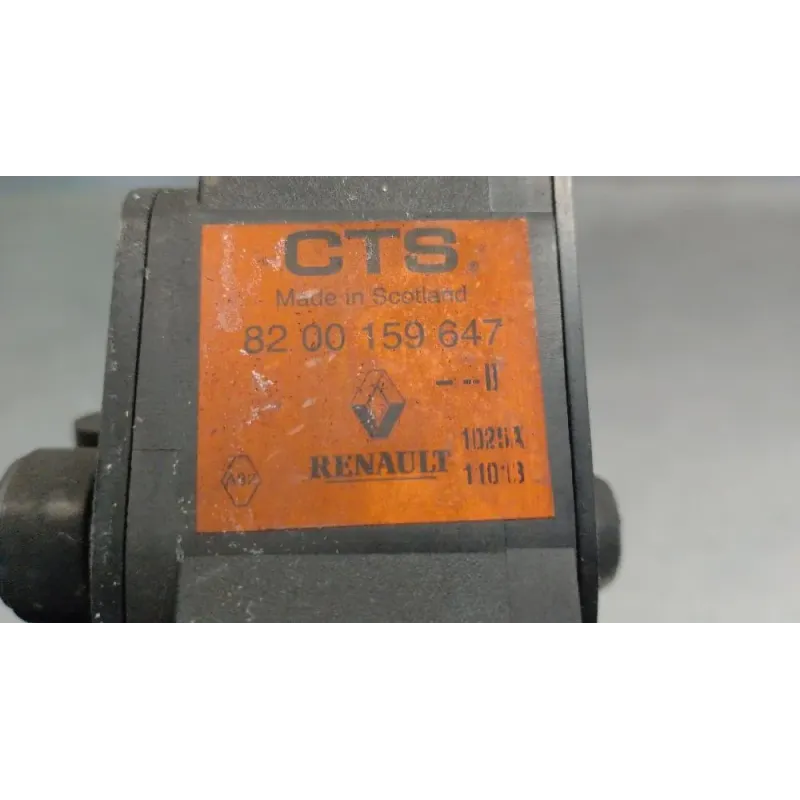 CTS.
Made in Scotland
82 00 159 647
RENAULT